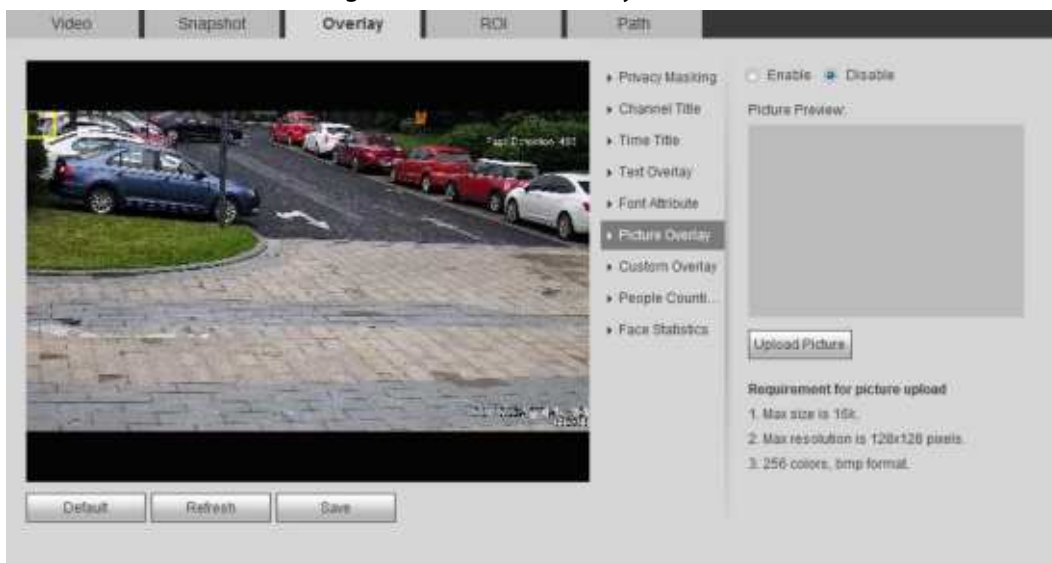 Video Snapshot Overlay ROI Path
Privacy Masking
Channel Title
Time Title
Text Overlay
Font Attribute
Picture Overlay
Custom Overlay
People Counti...
Face Statistics
Enable Disable
Picture Preview:
Upload Picture
Requirement for picture upload
1. Max size is 16k.
2. Max resolution is 128x128 pixels.
3. 256 colors, bmp format.
Default Refresh Save